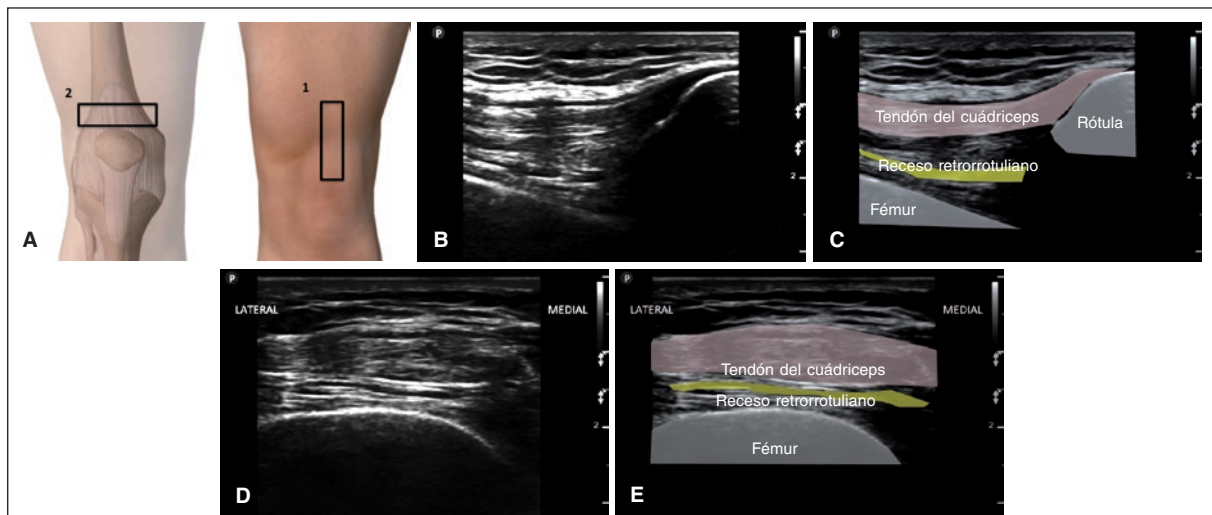 2
1
A
P
2
B
P
Tendón del cuádriceps
Rótula
Receso retrorrotuliano
2
Fémur
C
P
LATERAL
MEDIAL
2
D
P
LATERAL
MEDIAL
Tendón del cuádriceps
Receso retrorrotuliano
2
Fémur
E